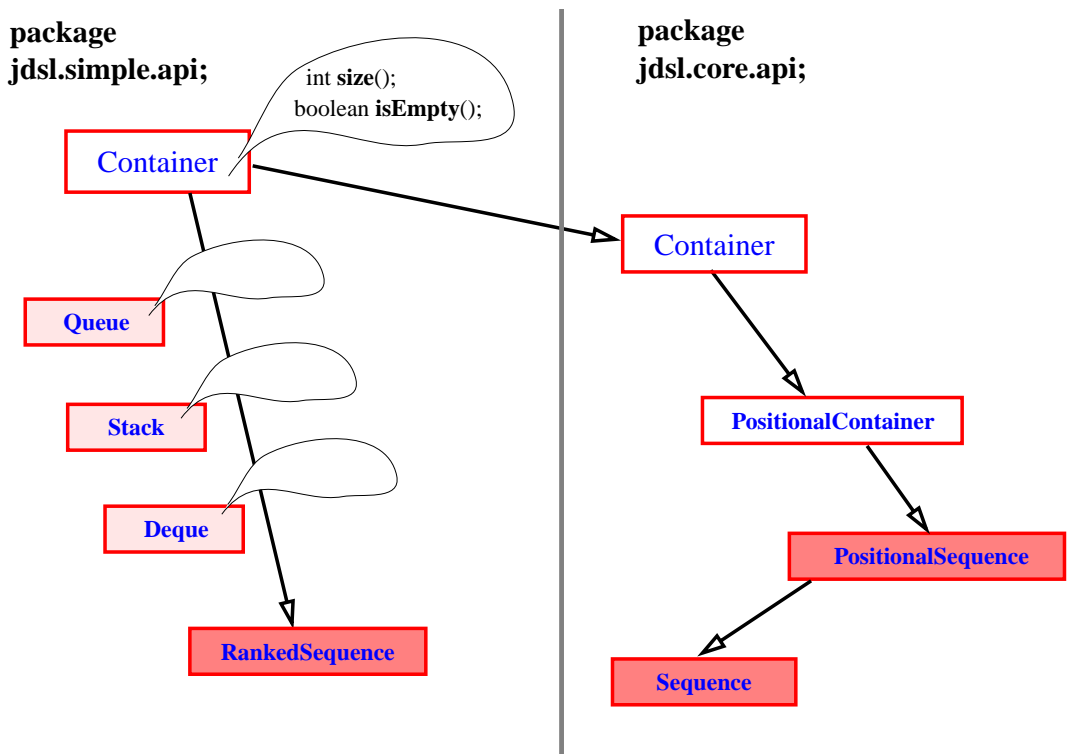 package
jdsl.simple.api;
int size();
boolean isEmpty();
Container
Queue
Stack
Deque
RankedSequence
package
jdsl.core.api;
Container
PositionalContainer
PositionalSequence
Sequence